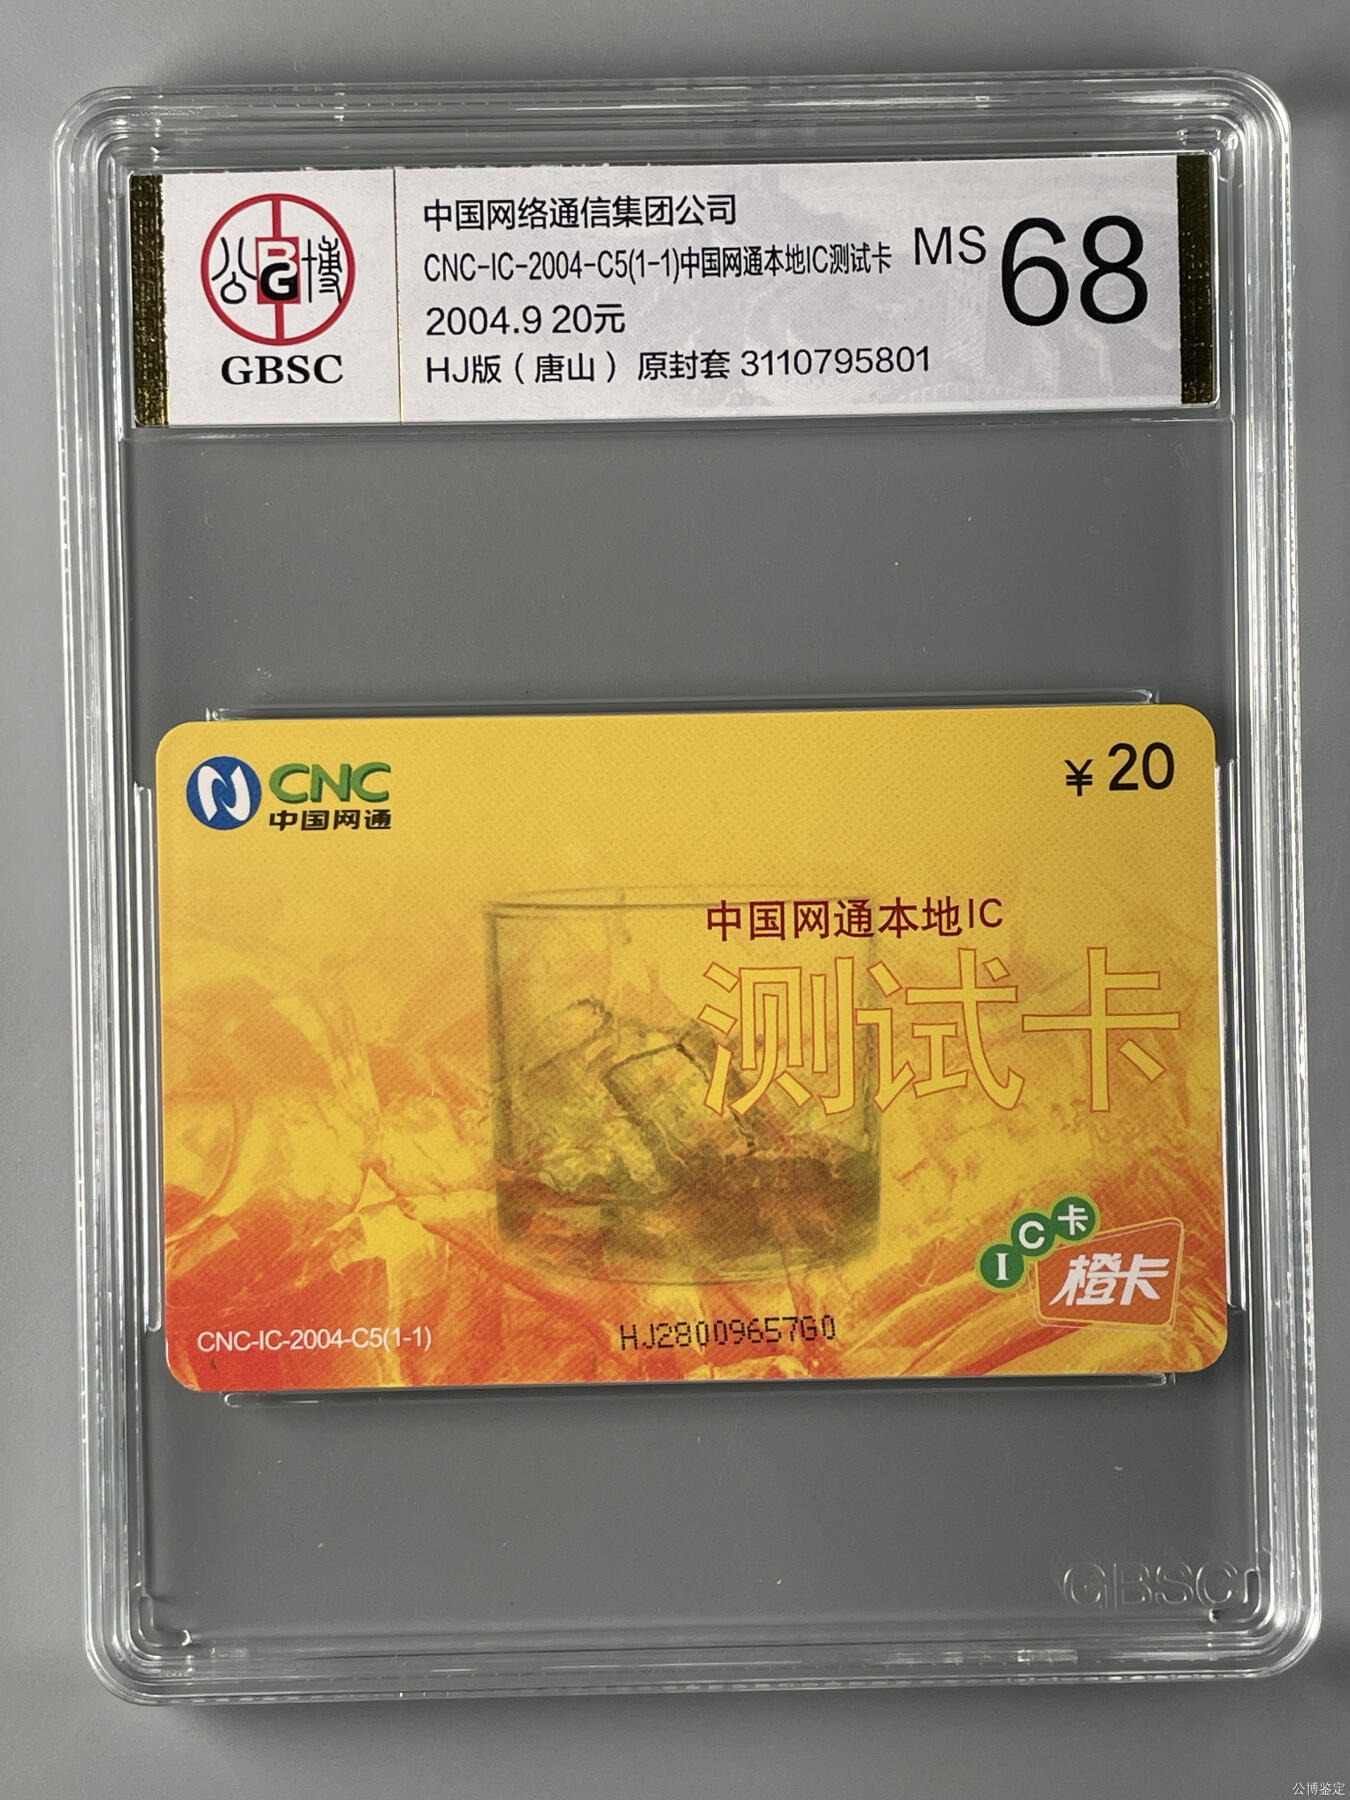 公博
BG
GBSC
中国网络通信集团公司
CNC-IC-2004-C5(1-1)中国网通本地IC测试卡
2004.9 20元
HJ版（唐山）原封套 3110795801
MS 68
CNC
中国网通
¥20
中国网通本地IC
测试卡
IC卡
橙卡
CNC-IC-2004-C5(1-1)
HJ28009657G0
GBSC
公博鉴定